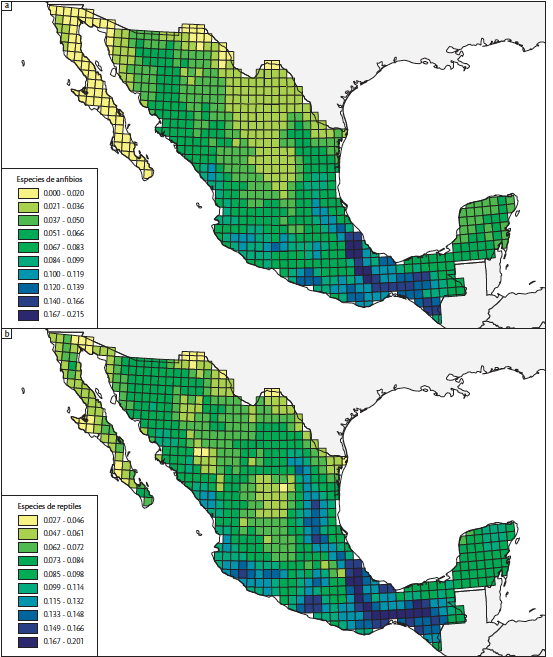 a
Especies de anfibios
0.000 - 0.020
0.021 - 0.036
0.037 - 0.050
0.051 - 0.066
0.067 - 0.083
0.084 - 0.099
0.100 - 0.119
0.120 - 0.139
0.140 - 0.166
0.167 - 0.215
b
Especies de reptiles
0.027 - 0.046
0.047 - 0.061
0.062 - 0.072
0.073 - 0.084
0.085 - 0.098
0.099 - 0.114
0.115 - 0.132
0.133 - 0.148
0.149 - 0.166
0.167 - 0.201